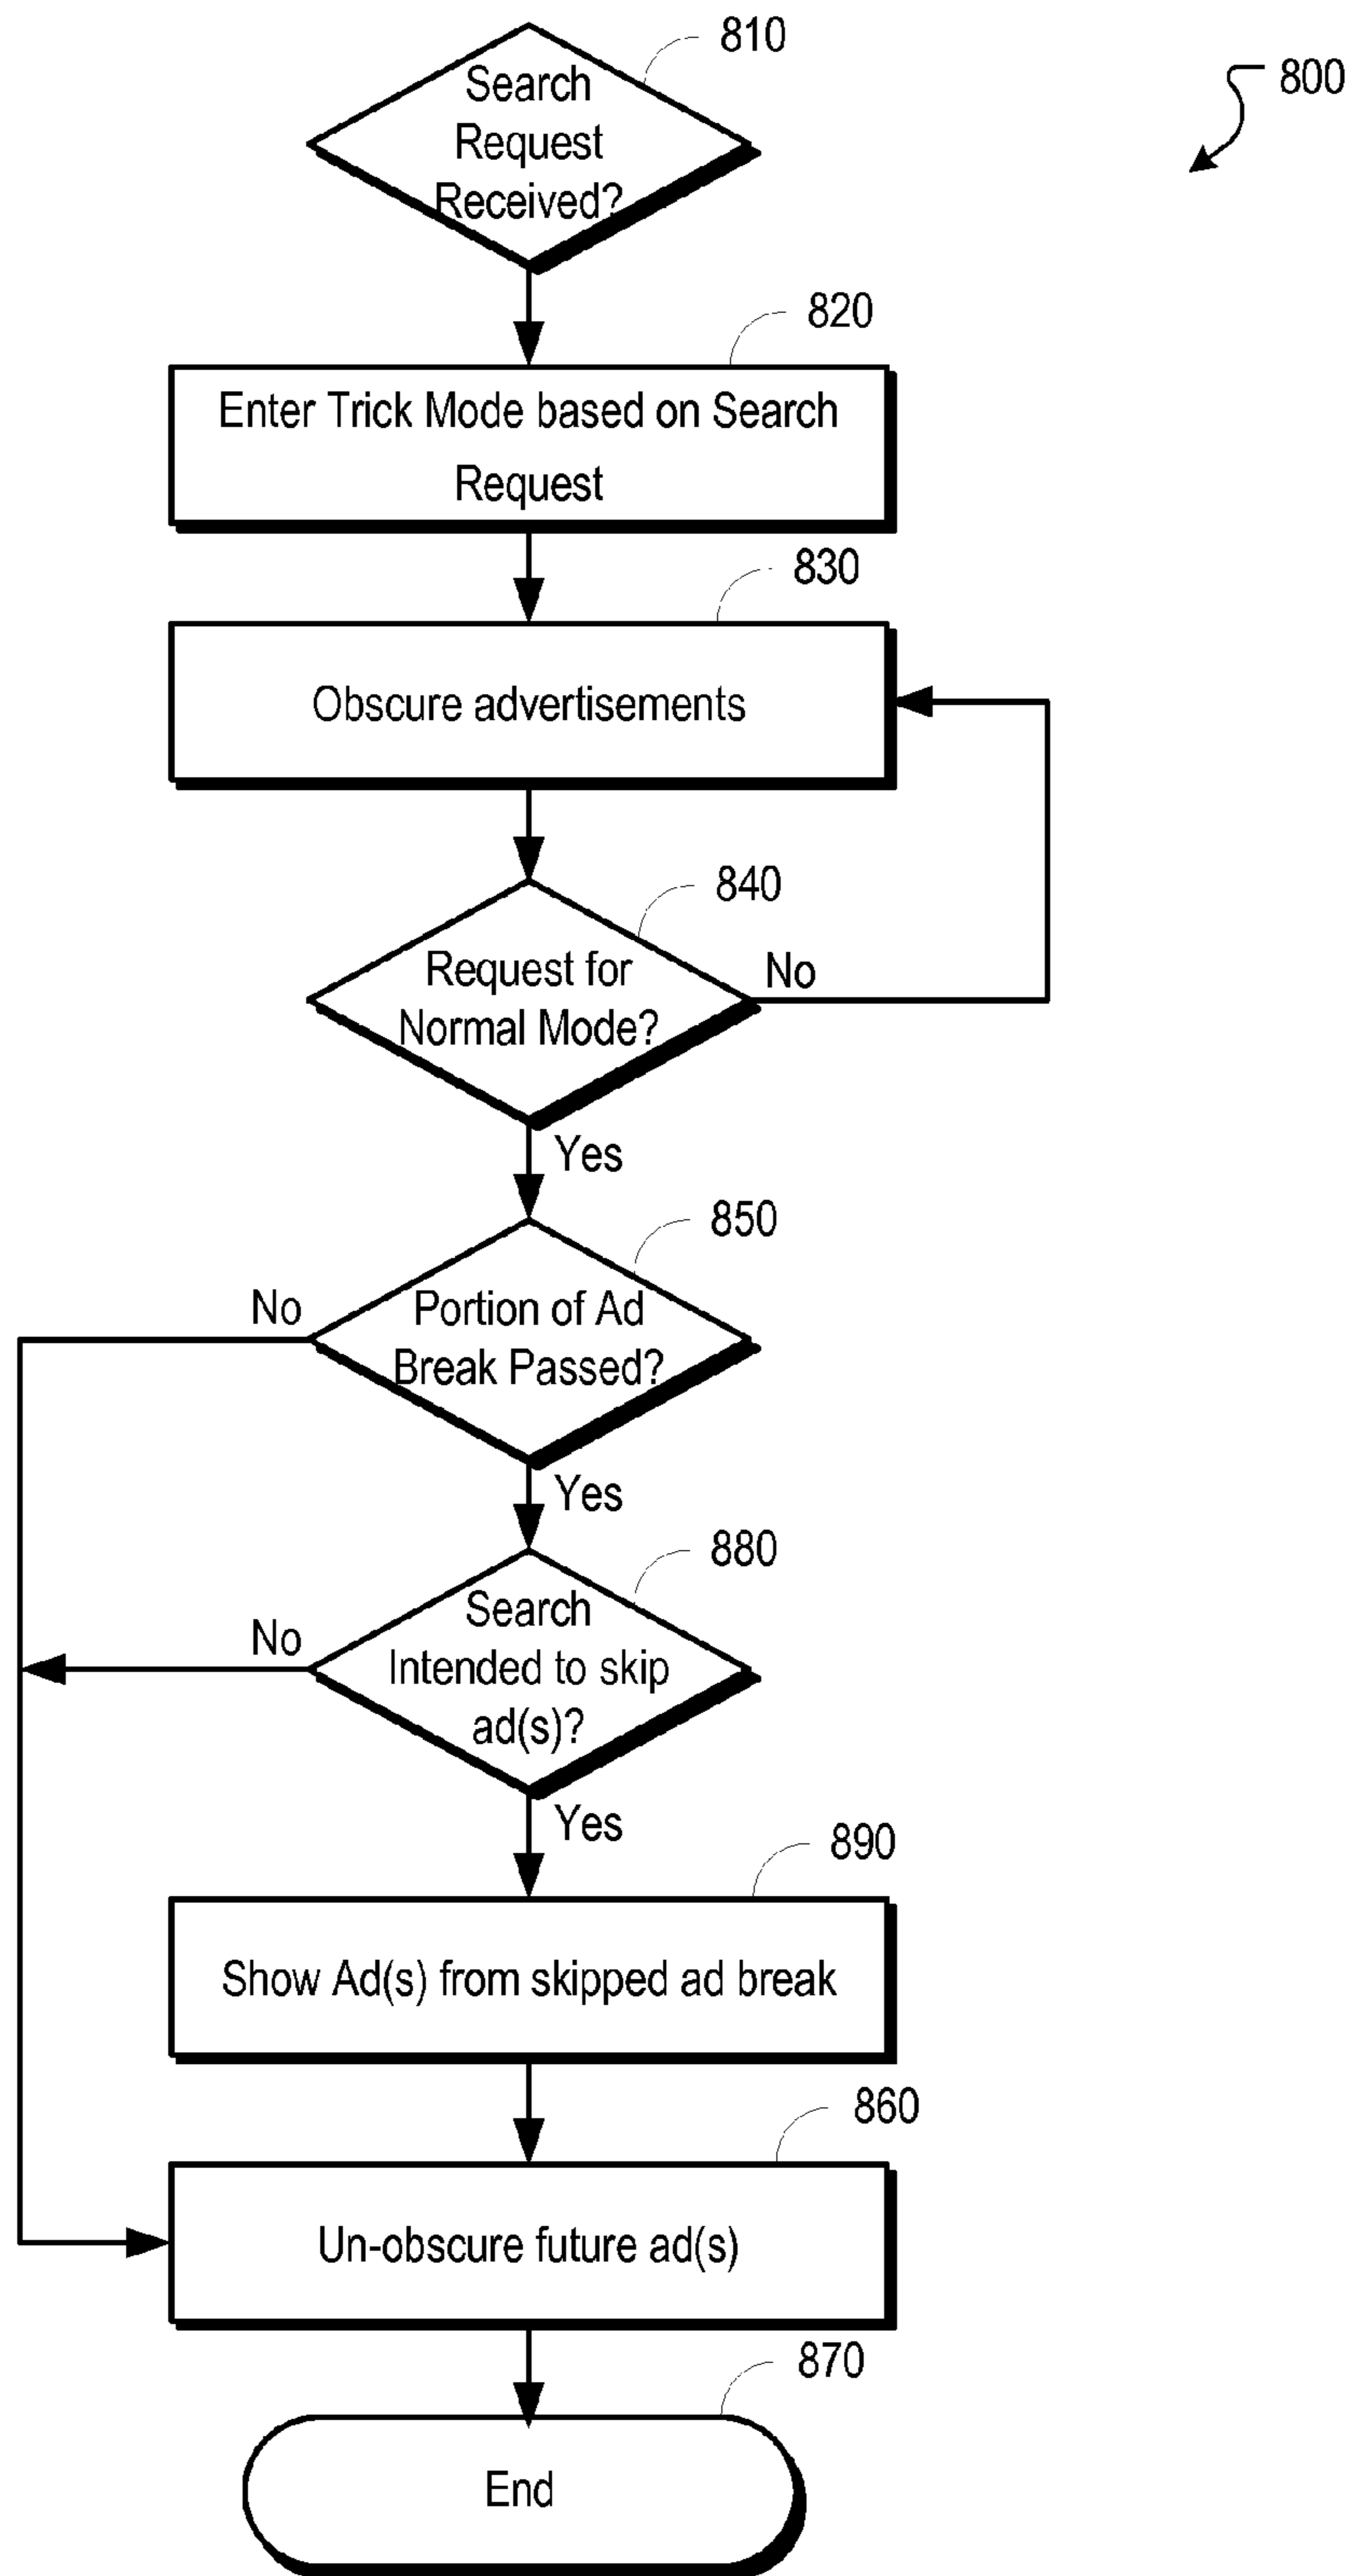 810
800
Search
Request
Received?
820
Enter Trick Mode based on Search
Request
830
Obscure advertisements
840
Request for
Normal Mode?
No
Yes
850
No
Portion of Ad
Break Passed?
Yes
880
No
Search
Intended to skip
ad(s)?
Yes
890
Show Ad(s) from skipped ad break
860
Un-obscure future ad(s)
870
End